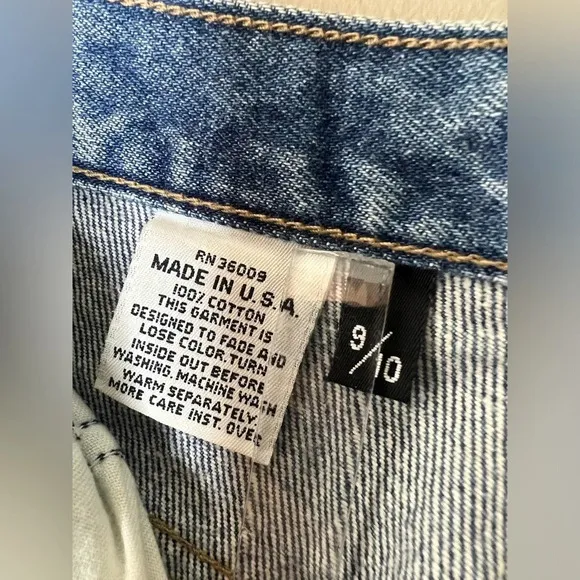 RN 36009
MADE IN U.S.A.
100% COTTON
THIS GARMENT IS
DESIGNED TO FADE AND
LOSE COLOR. TURN
INSIDE OUT BEFORE
WASHING. MACHINE WASH
WARM SEPARATELY.
MORE CARE INST. OVER
9/10